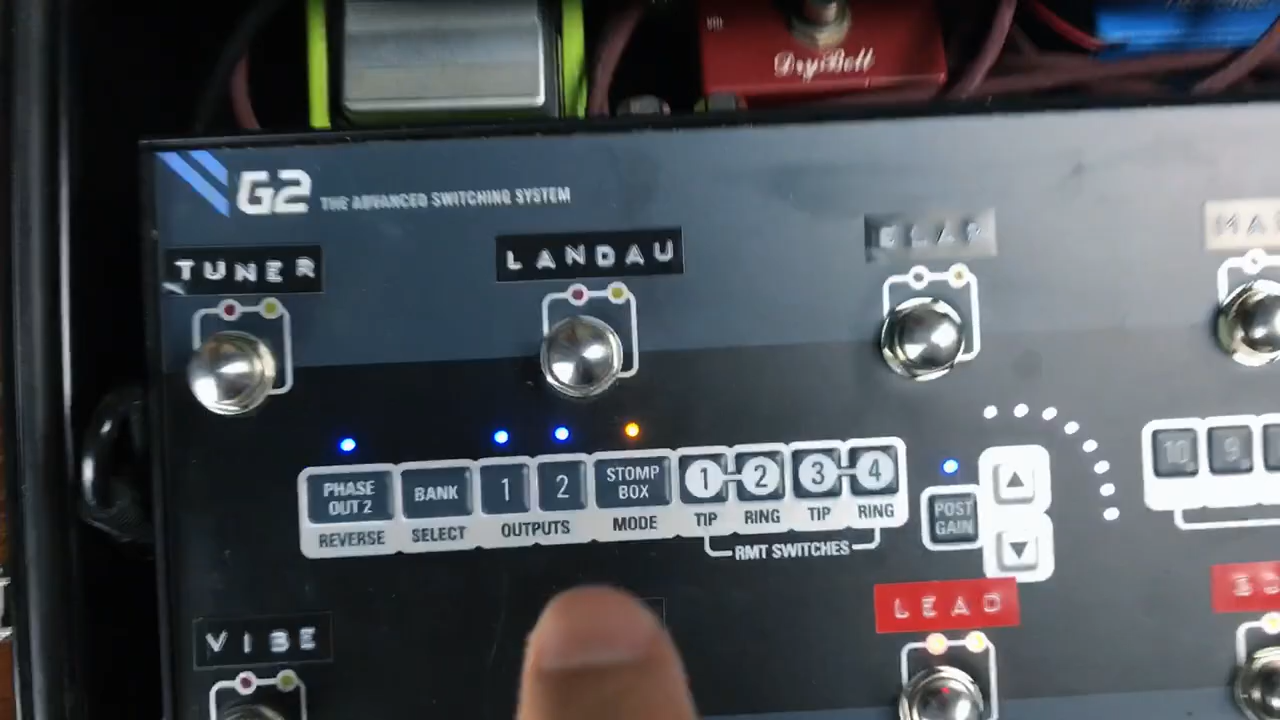 DryBell
G2 THE ADVANCED SWITCHING SYSTEM
TUNER
LANDAU
PHASE OUT 2
REVERSE
BANK
SELECT
1 2
OUTPUTS
STOMP BOX
MODE
1 2 3 4
TIP RING TIP RING
RMT SWITCHES
POST GAIN
10 9
LEAD
VIBE